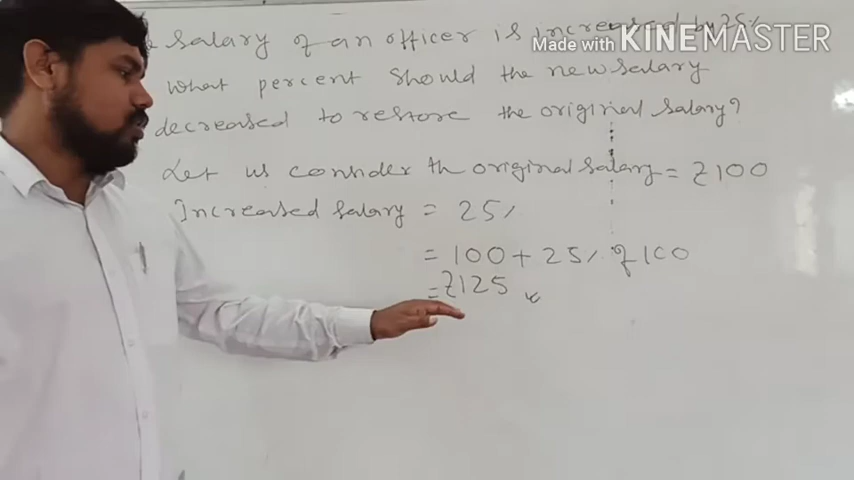 Salary of an officer is increased by 25%
Made with KINEMASTER
What percent should the new salary
decreased to restore the original salary?
Let us consider the original salary = ₹100
Increased salary = 25%
= 100 + 25% of 100
= ₹125